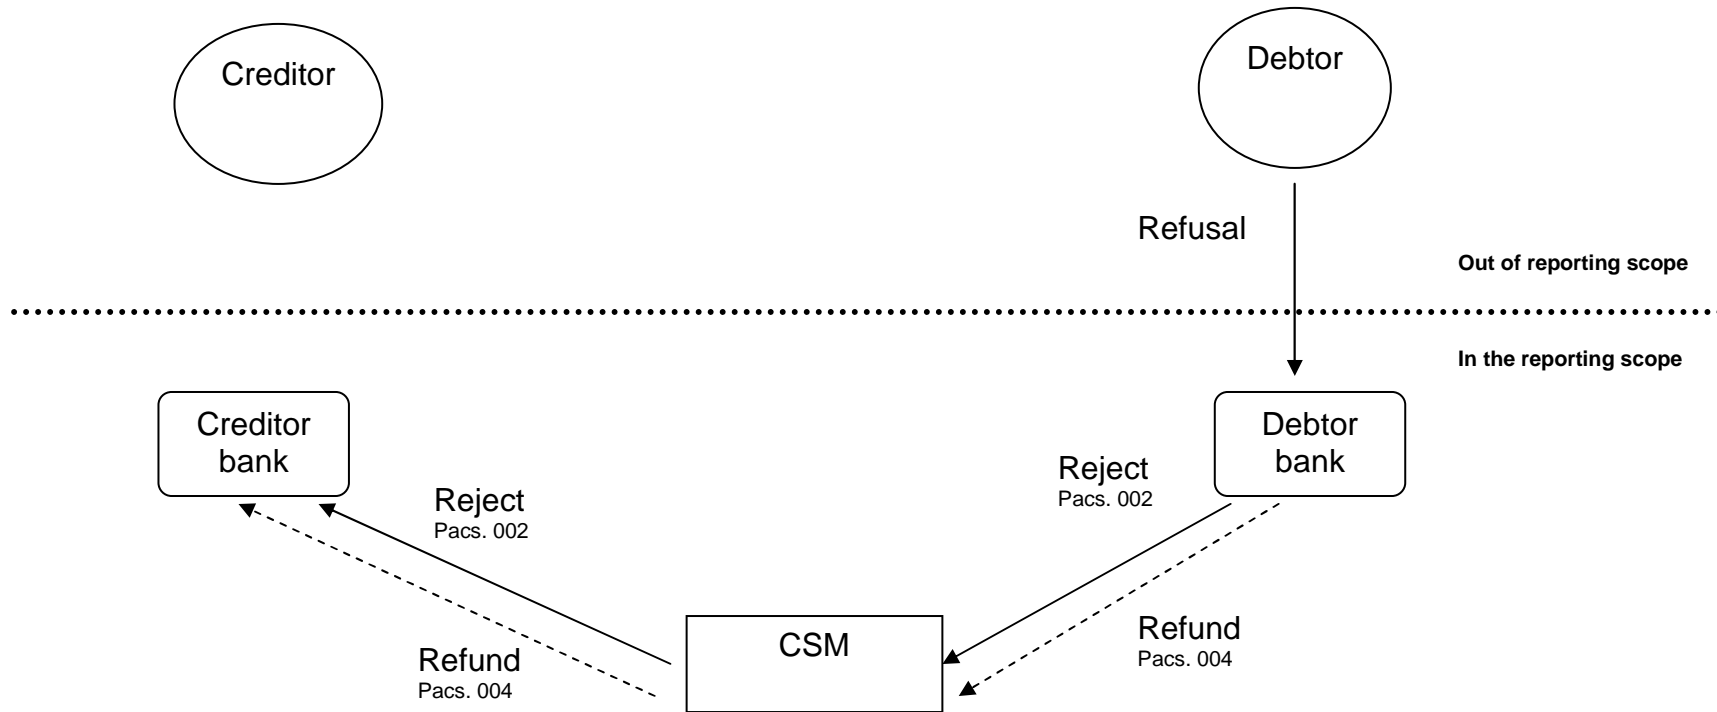 Creditor
Debtor
Refusal
Out of reporting scope
In the reporting scope
Creditor
bank
Debtor
bank
Reject
Pacs. 002
Reject
Pacs. 002
CSM
Refund
Pacs. 004
Refund
Pacs. 004